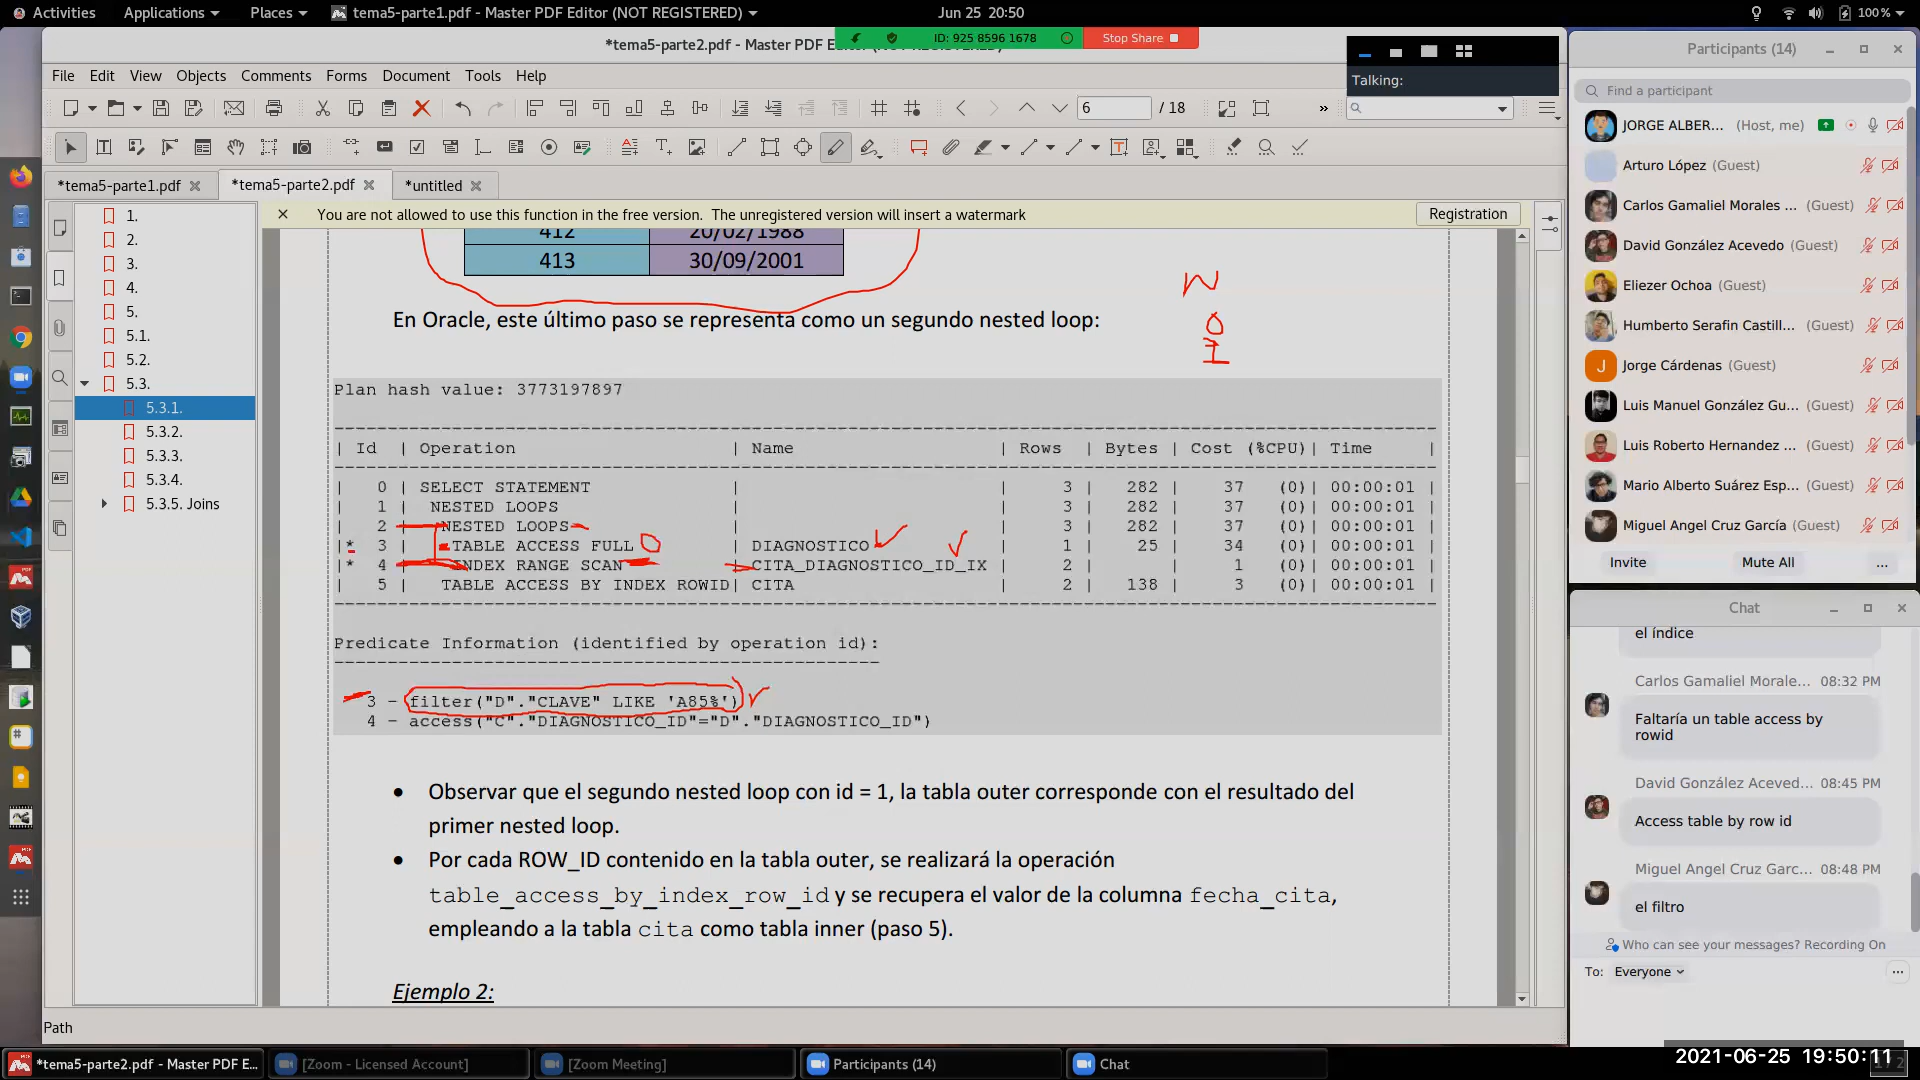 Activities Applications Places tema5-parte1.pdf - Master PDF Editor (NOT REGISTERED) Jun 25 20:50 100%
*tema5-parte2.pdf - Master PDF Editor (NOT REGISTERED)
ID: 925 8596 1678 Stop Share
Talking:
File Edit View Objects Comments Forms Document Tools Help
6 / 18
*tema5-parte1.pdf *tema5-parte2.pdf *untitled
You are not allowed to use this function in the free version. The unregistered version will insert a watermark Registration
1.
2.
3.
4.
5.
5.1.
5.2.
5.3.
5.3.1.
5.3.2.
5.3.3.
5.3.4.
5.3.5. Joins
412 20/02/1988
413 30/09/2001
N
O
I
En Oracle, este último paso se representa como un segundo nested loop:
Plan hash value: 3773197897
| Id | Operation | Name | Rows | Bytes | Cost (%CPU)| Time |
| 0 | SELECT STATEMENT | | 3 | 282 | 37 (0)| 00:00:01 |
| 1 | NESTED LOOPS | | 3 | 282 | 37 (0)| 00:00:01 |
| 2 | NESTED LOOPS | | 3 | 282 | 37 (0)| 00:00:01 |
|* 3 | TABLE ACCESS FULL O | DIAGNOSTICO | 1 | 25 | 34 (0)| 00:00:01 |
|* 4 | INDEX RANGE SCAN | CITA_DIAGNOSTICO_ID_IX | 2 | | 1 (0)| 00:00:01 |
| 5 | TABLE ACCESS BY INDEX ROWID| CITA | 2 | 138 | 3 (0)| 00:00:01 |
Predicate Information (identified by operation id):
3 - filter("D"."CLAVE" LIKE 'A85%')
4 - access("C"."DIAGNOSTICO_ID"="D"."DIAGNOSTICO_ID")
• Observar que el segundo nested loop con id = 1, la tabla outer corresponde con el resultado del
primer nested loop.
• Por cada ROW_ID contenido en la tabla outer, se realizará la operación
table_access_by_index_row_id y se recupera el valor de la columna fecha_cita,
empleando a la tabla cita como tabla inner (paso 5).
Ejemplo 2:
Path
Participants (14)
Find a participant
JORGE ALBER... (Host, me)
Arturo López (Guest)
Carlos Gamaliel Morales ... (Guest)
David González Acevedo (Guest)
Eliezer Ochoa (Guest)
Humberto Serafin Castill... (Guest)
J Jorge Cárdenas (Guest)
Luis Manuel González Gu... (Guest)
Luis Roberto Hernandez ... (Guest)
Mario Alberto Suárez Esp... (Guest)
Miguel Angel Cruz García (Guest)
Invite Mute All ...
Chat
el índice
Carlos Gamaliel Morale... 08:32 PM
Faltaría un table access by
rowid
David González Aceved... 08:45 PM
Access table by row id
Miguel Angel Cruz Garc... 08:48 PM
el filtro
Who can see your messages? Recording On
To: Everyone ...
*tema5-parte2.pdf - Master PDF E... [Zoom - Licensed Account] [Zoom Meeting] Participants (14) Chat
2021-06-25 19:50:11